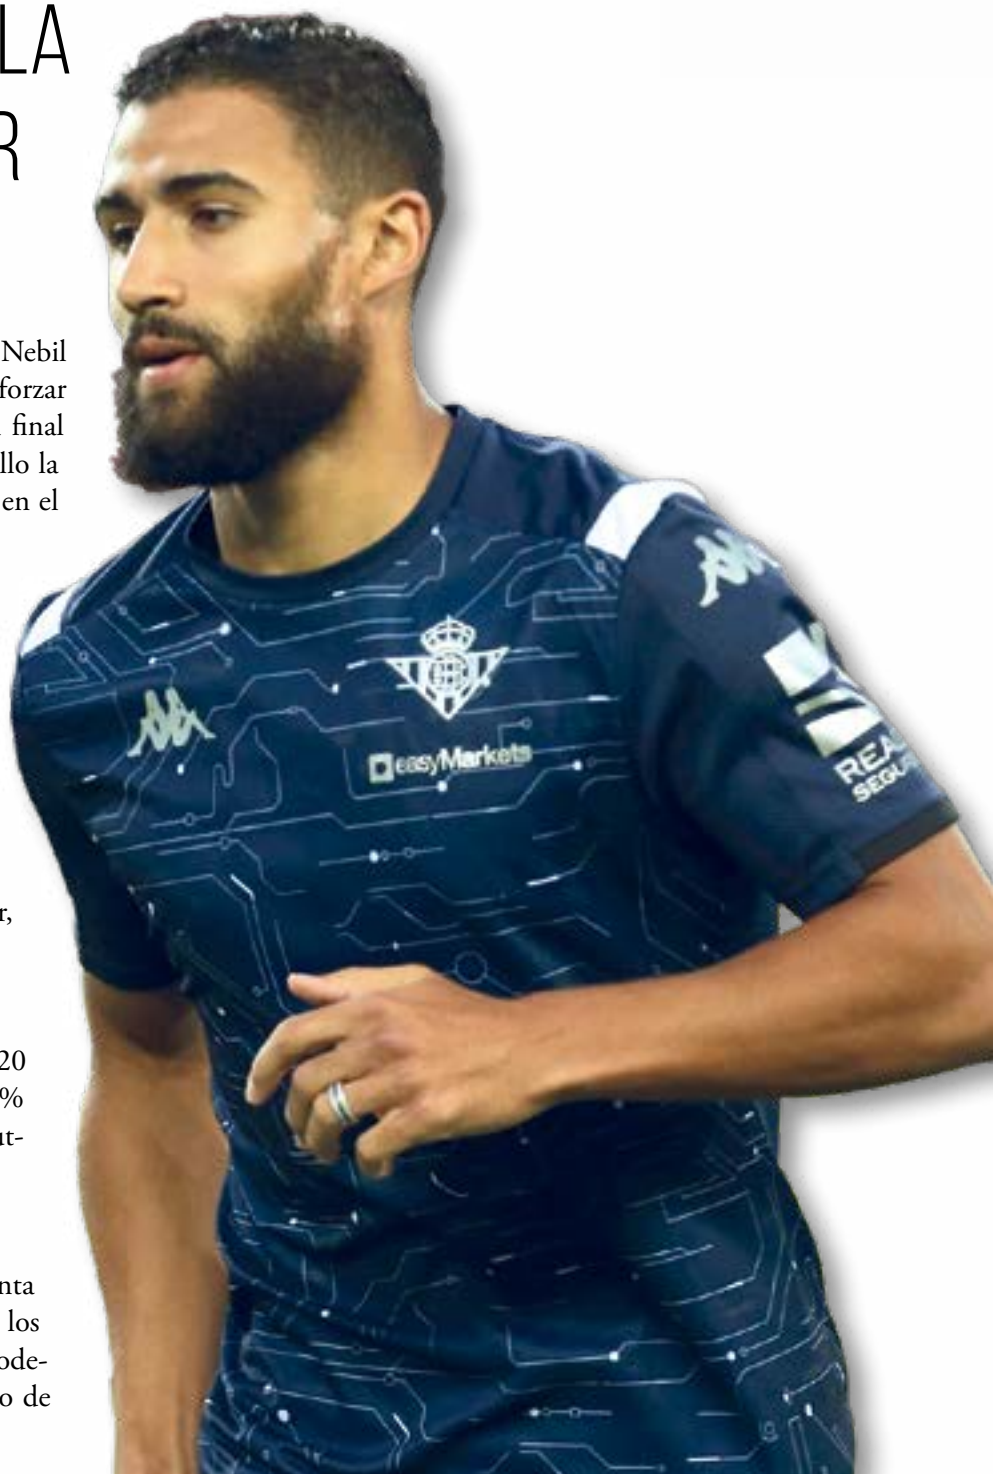 LA
R
Nebil
forzar
final
llo la
en el
easyMarkets
REA
SEGU
r,
20
%
ut-
nta
los
ode-
o de